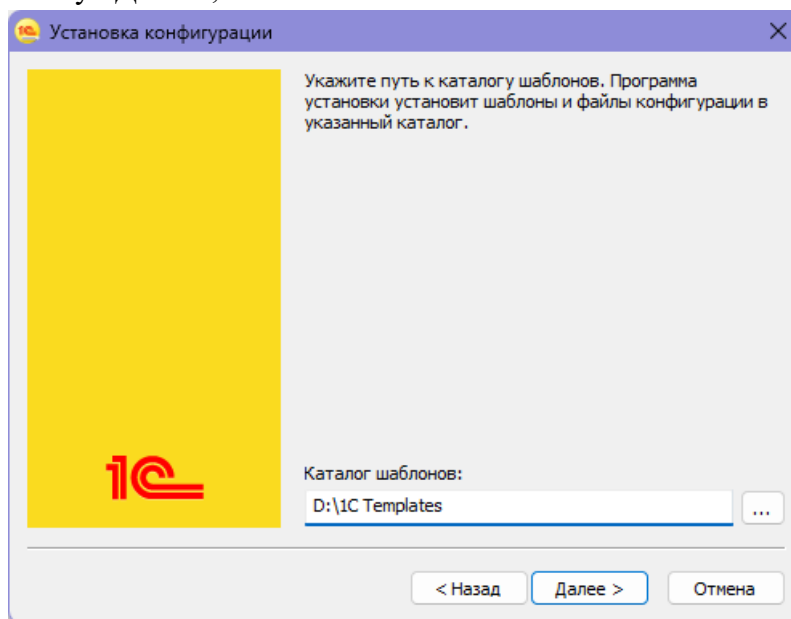 Установка конфигурации
Укажите путь к каталогу шаблонов. Программа
установки установит шаблоны и файлы конфигурации в
указанный каталог.
1С
Каталог шаблонов:
D:\1C Templates
...
< Назад
Далее >
Отмена